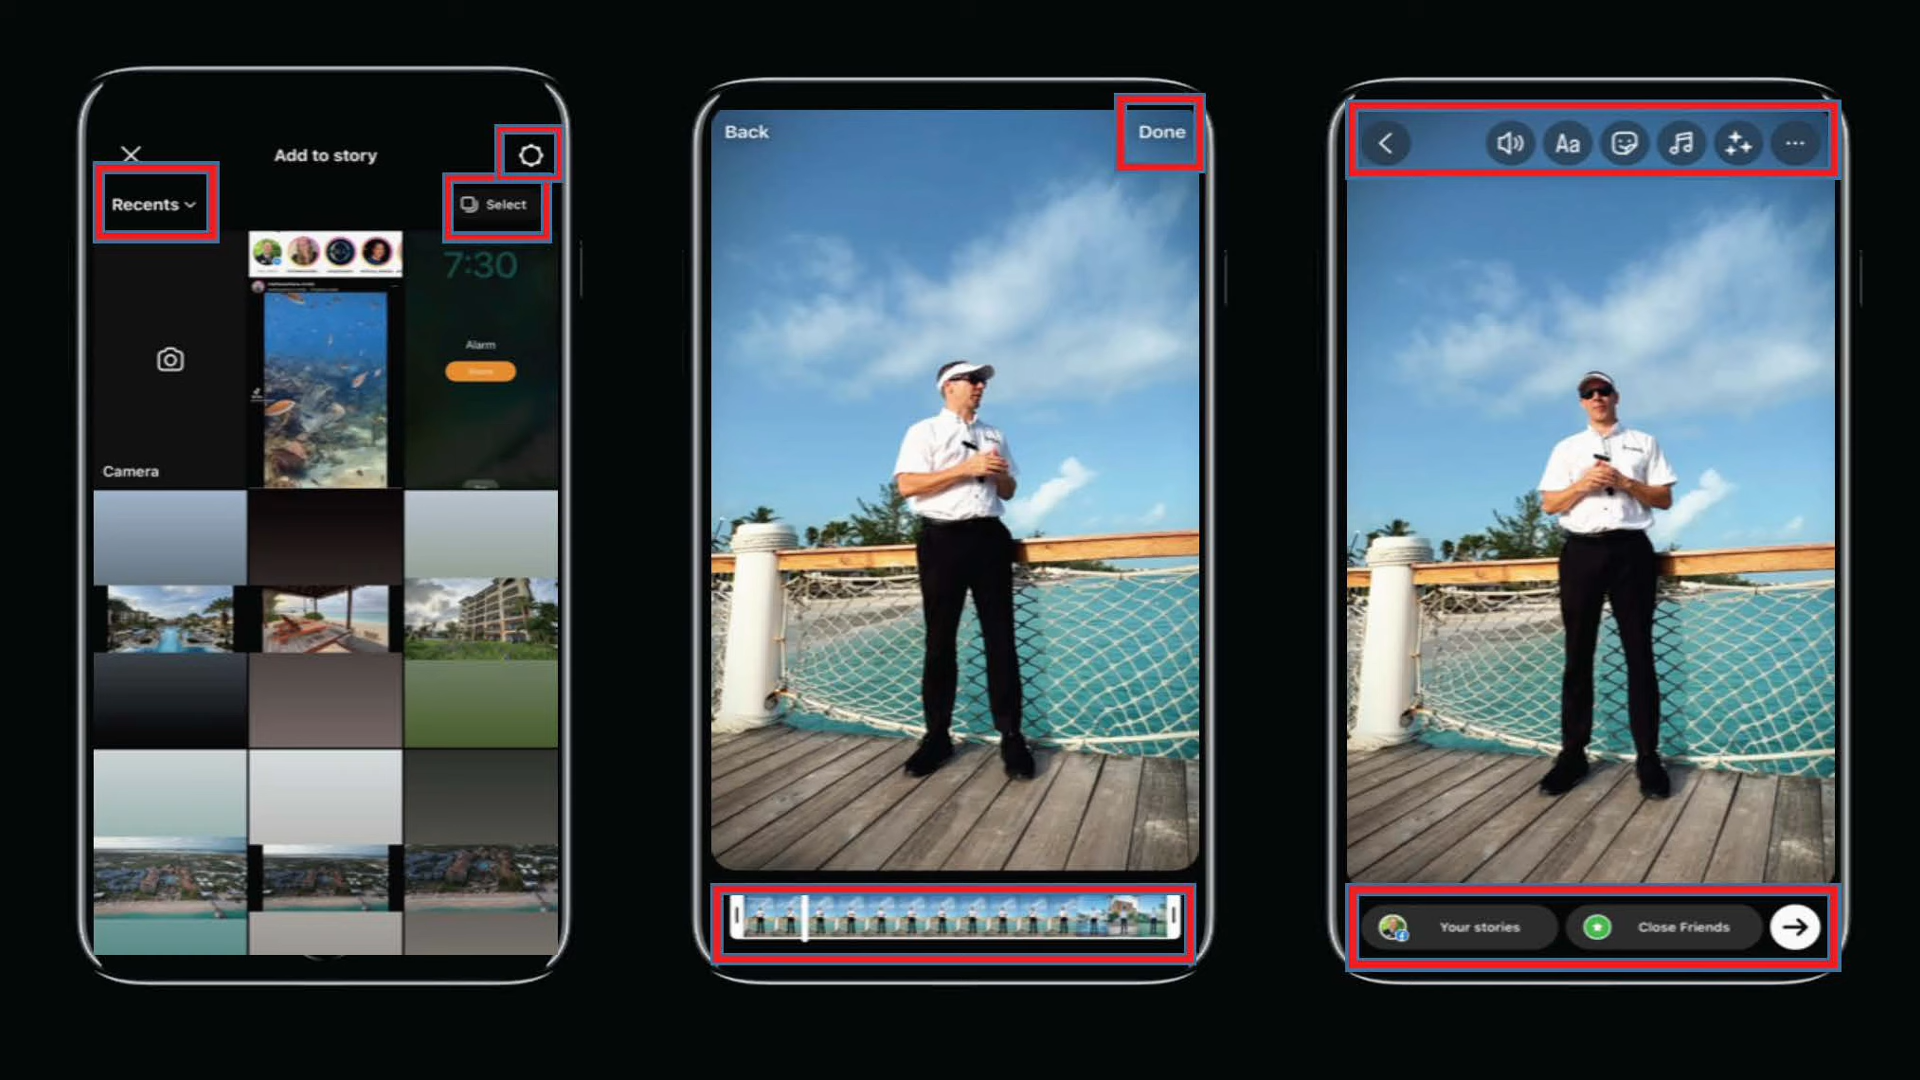 Add to story
Recents
Select
7:30
Alarm
Camera
Back
Done
Aa
Your stories
Close Friends